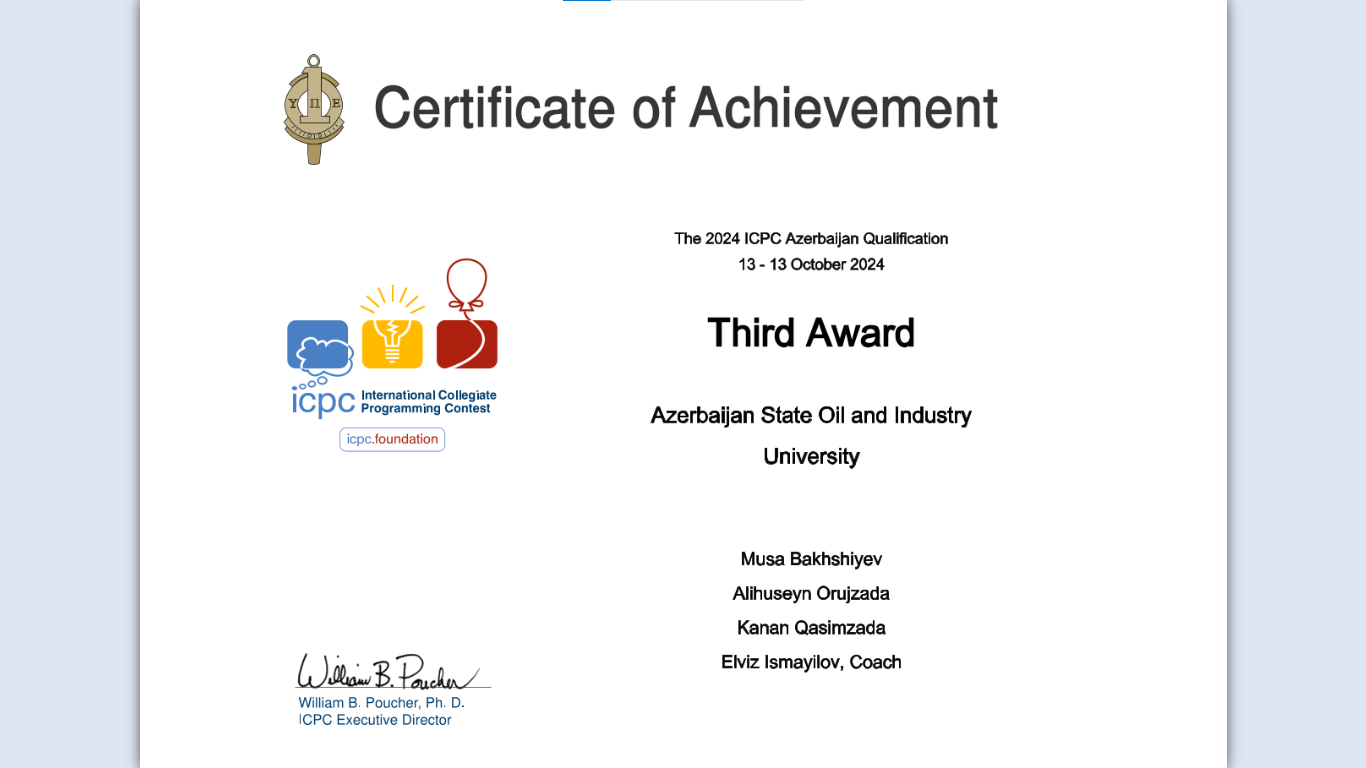 Certificate of Achievement
Υ Π Ε
The 2024 ICPC Azerbaijan Qualification
13 - 13 October 2024
Third Award
Azerbaijan State Oil and Industry
University
icpc International Collegiate
Programming Contest
icpc.foundation
Musa Bakhshiyev
Alihuseyn Orujzada
Kanan Qasimzada
Elviz Ismayilov, Coach
William B. Poucher
William B. Poucher, Ph. D.
ICPC Executive Director